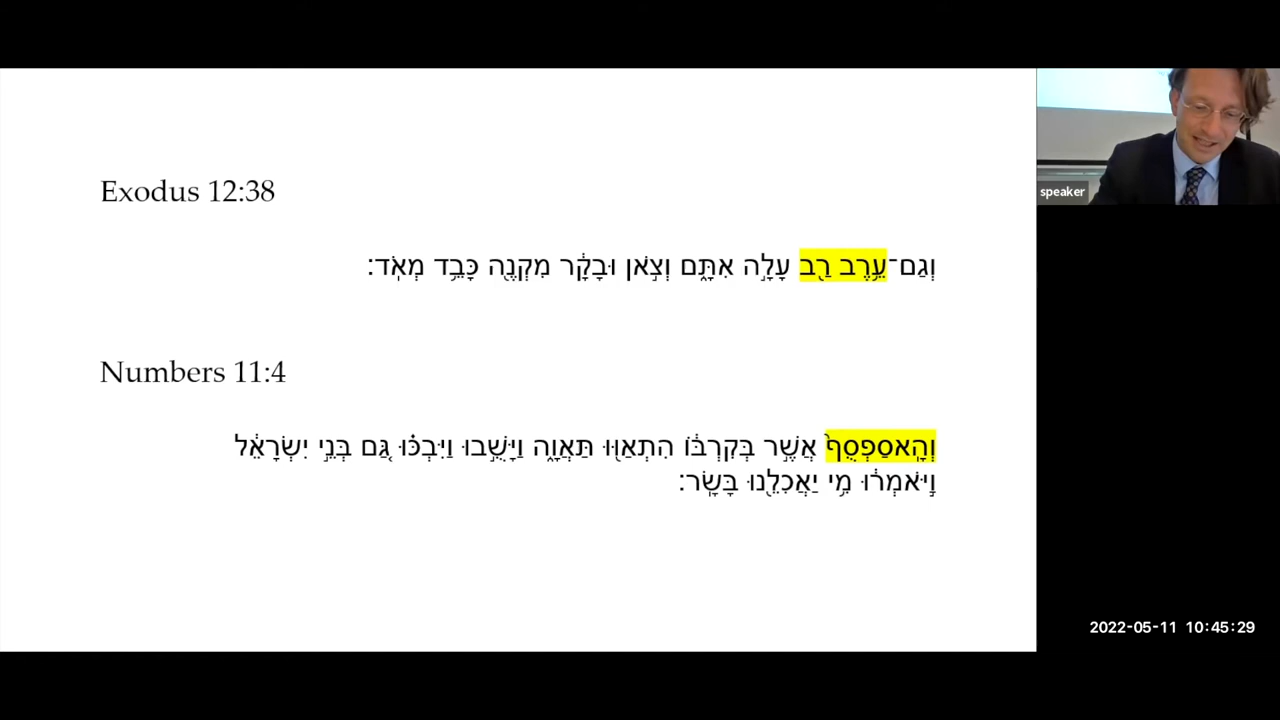 Exodus 12:38
וְגַם־עֵ֥רֶב רַ֖ב עָלָ֣ה אִתָּ֑ם וְצֹ֣אן וּבָקָ֔ר מִקְנֶ֖ה כָּבֵ֥ד מְאֹֽד׃
Numbers 11:4
וְהָֽאסַפְסֻף֙ אֲשֶׁ֣ר בְּקִרְבּ֔וֹ הִתְאַוּ֖וּ תַּאֲוָ֑ה וַיָּשֻׁ֣בוּ וַיִּבְכּ֗וּ גַּ֚ם בְּנֵ֣י יִשְׂרָאֵ֔ל
וַיֹּ֣אמְר֔וּ מִ֥י יַאֲכִלֵ֖נוּ בָּשָֽׂר׃
speaker
2022-05-11 10:45:29